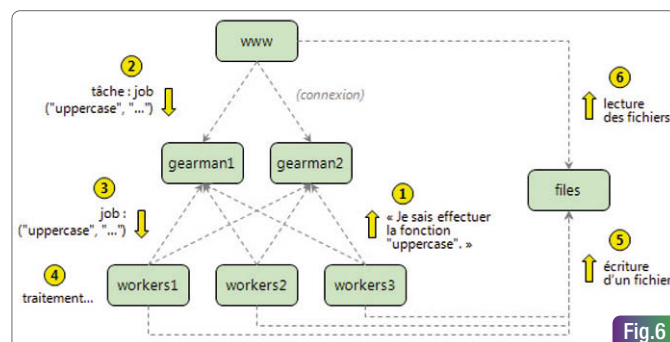 www
2
tâche : job
("uppercase", "...")
(connexion)
6
lecture
des fichiers
gearman1
gearman2
files
3
job :
("uppercase", "...")
1
« Je sais effectuer
la fonction
"uppercase". »
5
écriture
d'un fichier
4
traitement...
workers1
workers2
workers3
Fig.6